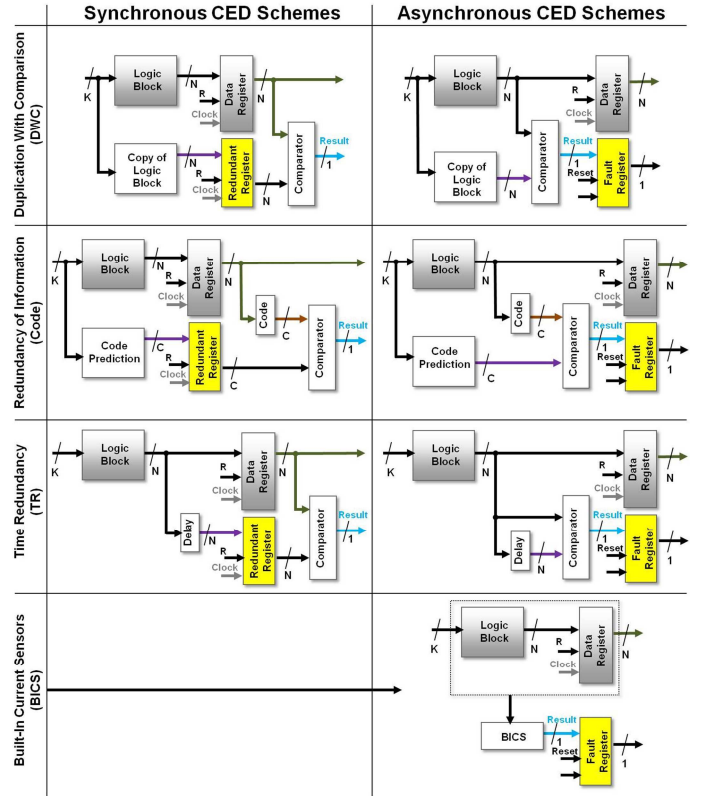 Synchronous CED Schemes
Asynchronous CED Schemes
Duplication With Comparison
(DWC)
K
Logic
Block
N
R
Clock
Data
Register
N
Copy of
Logic
Block
N
R
Clock
Redundant
Register
N
Comparator
Result
1
K
Logic
Block
N
R
Clock
Data
Register
N
Copy of
Logic
Block
N
Comparator
Result
1
Reset
Fault
Register
1
Redundancy of Information
(Code)
K
Logic
Block
N
R
Clock
Data
Register
N
Code
C
Code
Prediction
C
R
Clock
Redundant
Register
C
Comparator
Result
1
K
Logic
Block
N
R
Clock
Data
Register
N
Code
C
Code
Prediction
C
Comparator
Result
1
Reset
Fault
Register
1
Time Redundancy
(TR)
K
Logic
Block
N
R
Clock
Data
Register
N
Delay
N
R
Clock
Redundant
Register
N
Comparator
Result
1
K
Logic
Block
N
R
Clock
Data
Register
N
Delay
N
Comparator
Result
1
Reset
Fault
Register
1
Built-In Current Sensors
(BICS)
K
Logic
Block
N
R
Clock
Data
Register
N
BICS
Result
1
Reset
Fault
Register
1